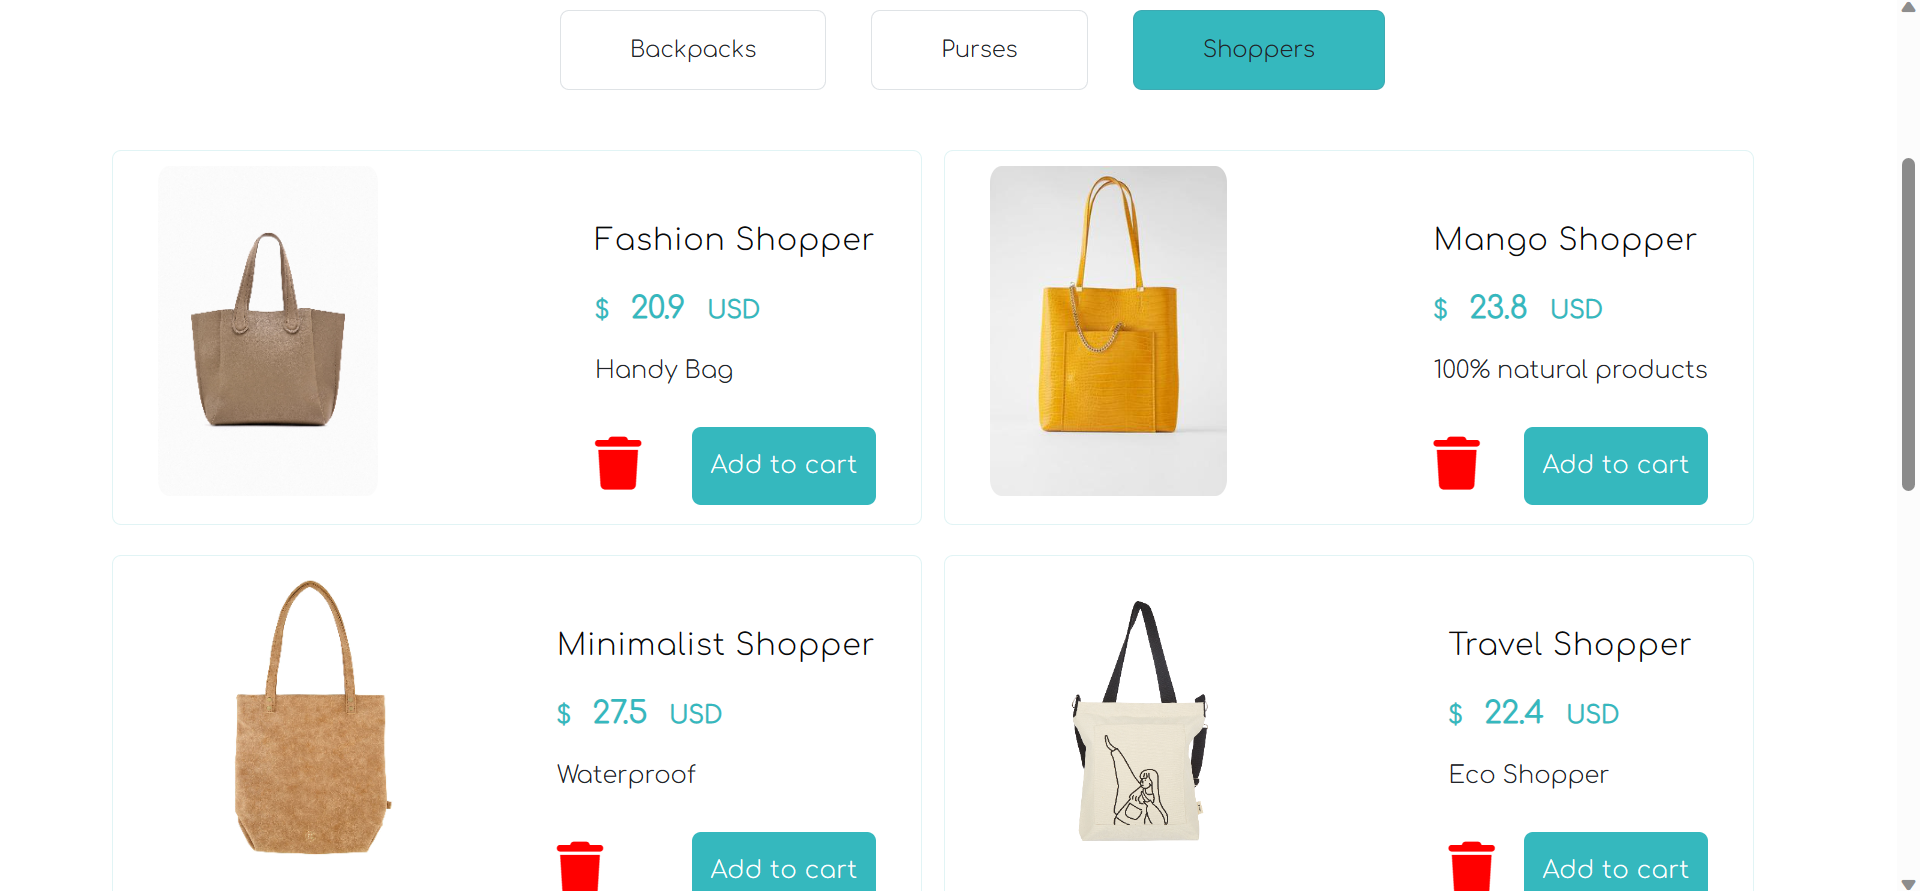 Backpacks
Purses
Shoppers
Fashion Shopper
$ 20.9 USD
Handy Bag
Add to cart
Mango Shopper
$ 23.8 USD
100% natural products
Add to cart
Minimalist Shopper
$ 27.5 USD
Waterproof
Add to cart
Travel Shopper
$ 22.4 USD
Eco Shopper
Add to cart